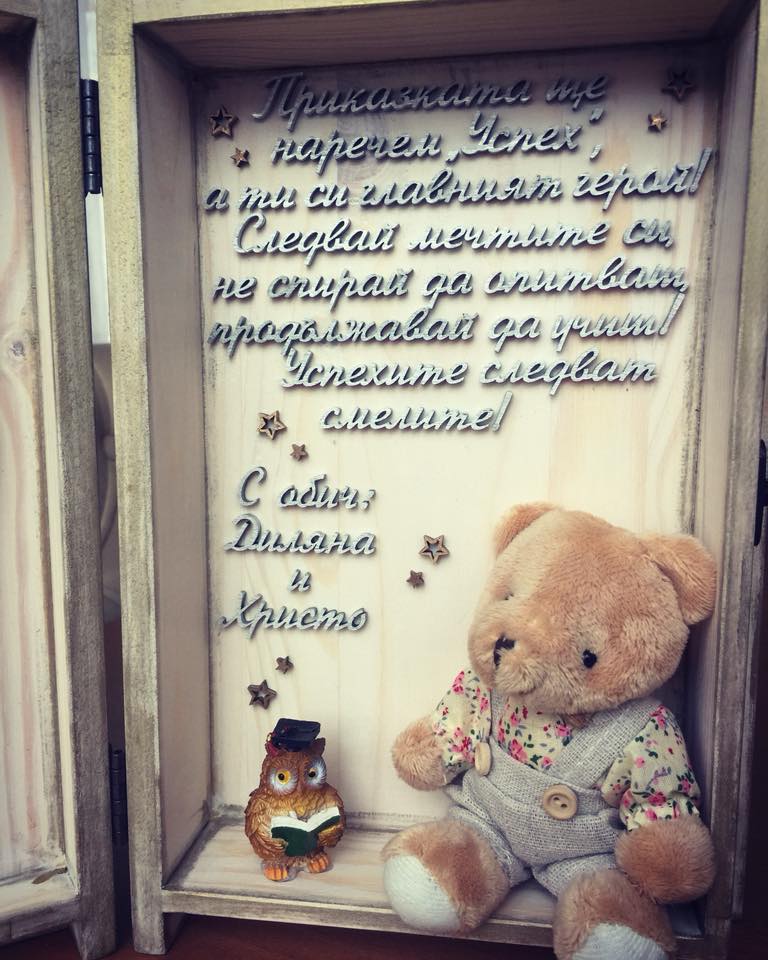 Приказката ще
наречем „Успех“,
а ти си главният герой!
Следвай мечтите си,
не спирай да опитваш,
продължавай да учиш!
Успехите следват
смелите!
С обич:
Диляна
и
Христо